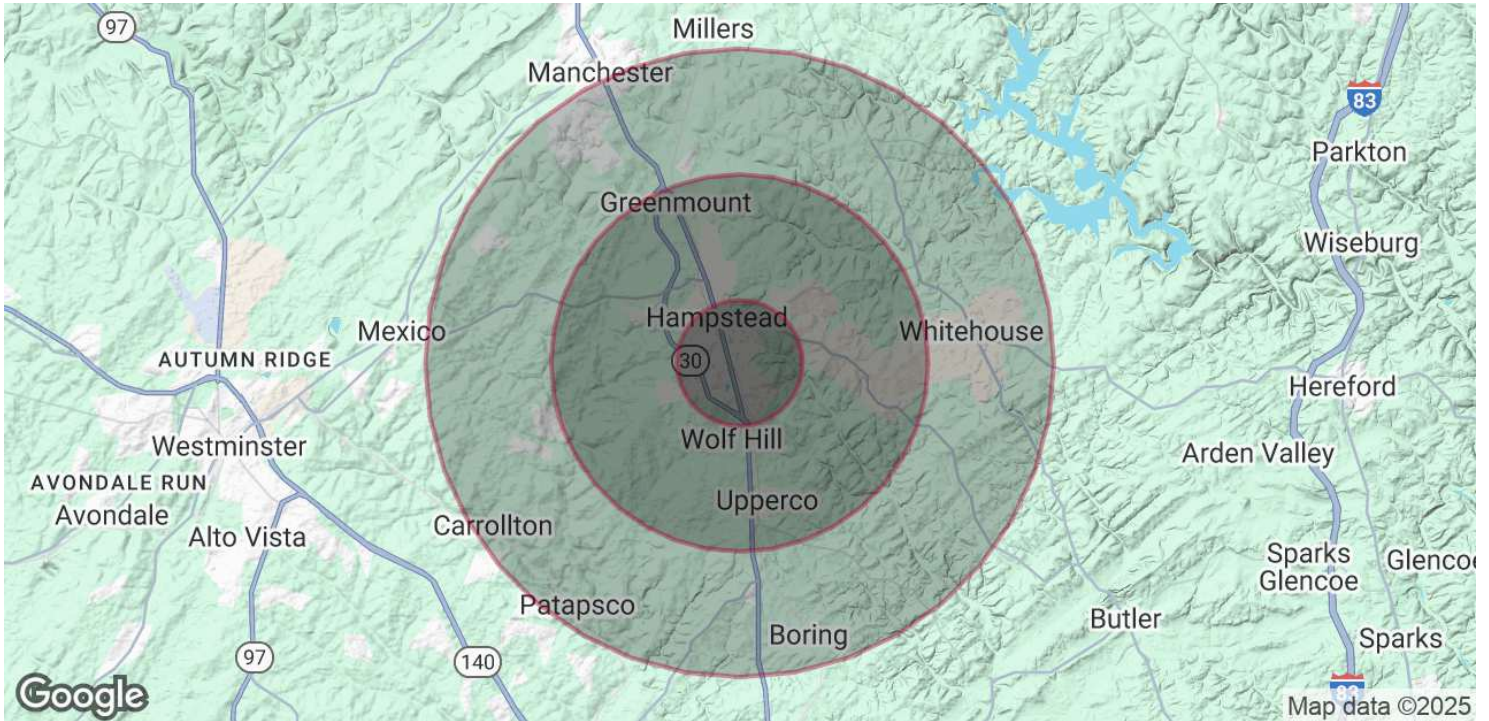 97
Millers
Manchester
83
Parkton
Greenmount
Wiseburg
Hampstead
Mexico
Whitehouse
AUTUMN RIDGE
30
Hereford
Westminster
Wolf Hill
Arden Valley
AVONDALE RUN
Avondale
Upperco
Carrollton
Alto Vista
Sparks
Glencoe
Glencoe
Patapsco
Butler
Boring
Sparks
97
140
83
Google
Map data ©2025